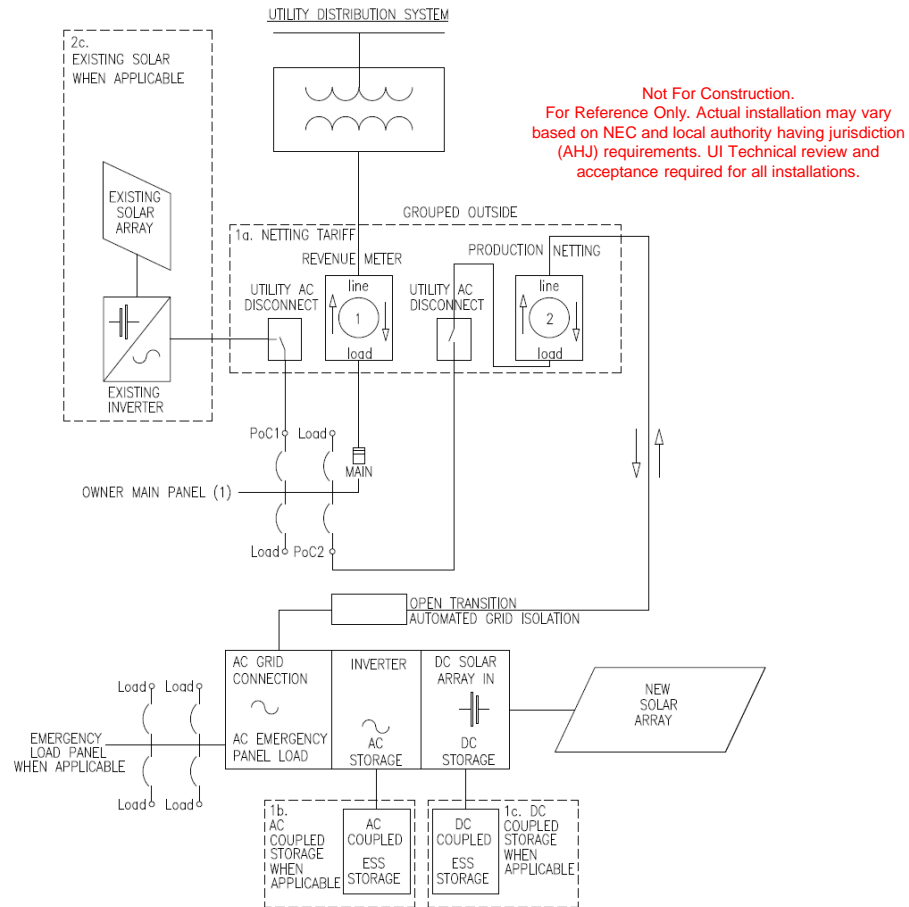 UTILITY DISTRIBUTION SYSTEM
2c.
EXISTING SOLAR
WHEN APPLICABLE
Not For Construction.
For Reference Only. Actual installation may vary
based on NEC and local authority having jurisdiction
(AHJ) requirements. UI Technical review and
acceptance required for all installations.
EXISTING
SOLAR
ARRAY
GROUPED OUTSIDE
1a. NETTING TARIFF
REVENUE METER
PRODUCTION NETTING
UTILITY AC
DISCONNECT
line
1
load
UTILITY AC
DISCONNECT
line
2
load
EXISTING
INVERTER
PoC1
Load
MAIN
OWNER MAIN PANEL (1)
Load
PoC2
OPEN TRANSITION
AUTOMATED GRID ISOLATION
AC GRID
CONNECTION
INVERTER
DC SOLAR
ARRAY IN
NEW
SOLAR
ARRAY
Load
Load
EMERGENCY
LOAD PANEL
WHEN APPLICABLE
AC EMERGENCY
PANEL LOAD
AC
STORAGE
DC
STORAGE
Load
Load
1b.
AC
COUPLED
STORAGE
WHEN
APPLICABLE
AC
COUPLED
ESS
STORAGE
DC
COUPLED
ESS
STORAGE
1c. DC
COUPLED
STORAGE
WHEN
APPLICABLE